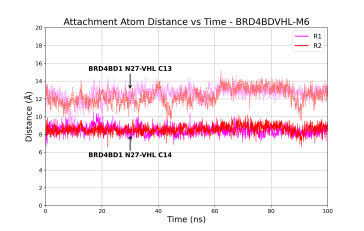 Attachment Atom Distance vs Time - BRD4BDVHL-M6
R1
R2
BRD4BD1 N27-VHL C13
BRD4BD1 N27-VHL C14
Distance (Å)
20
18
16
14
12
10
8
6
4
2
0
0
20
40
60
80
100
Time (ns)